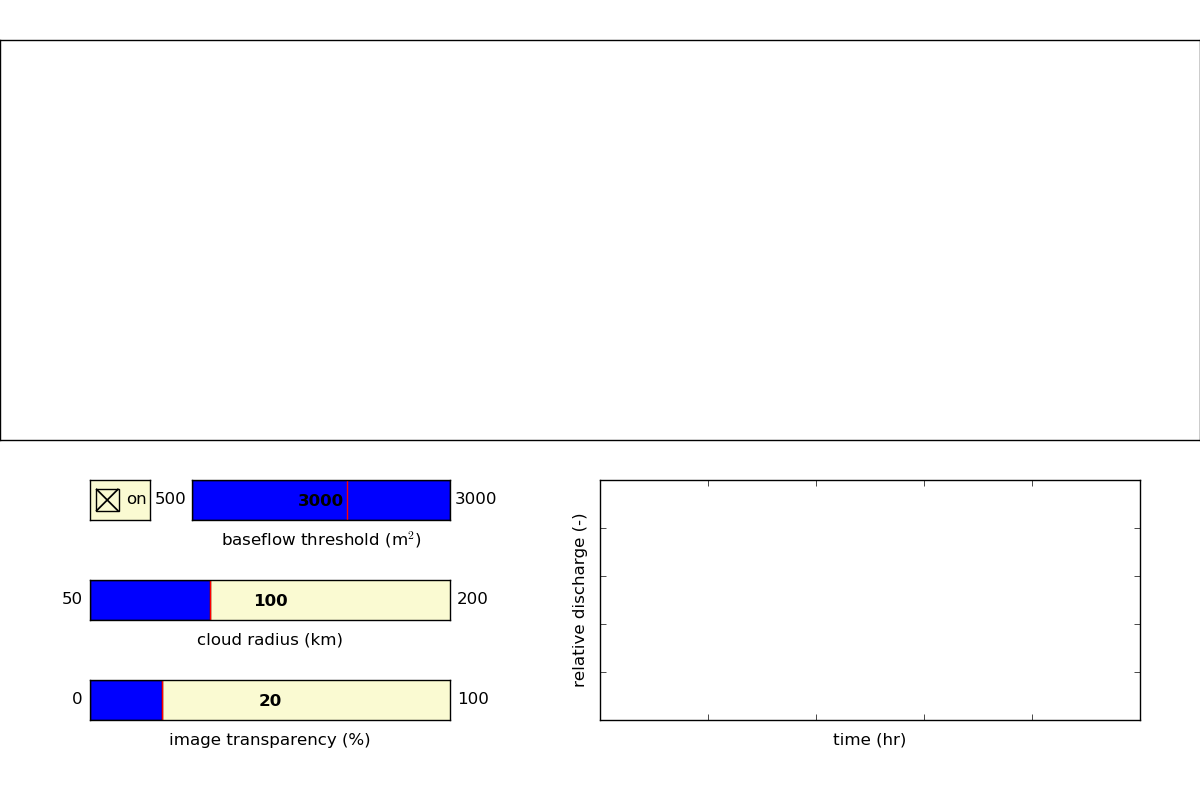 on 500 3000 3000
baseflow threshold (m²)
50 100 200
cloud radius (km)
0 20 100
image transparency (%)
relative discharge (-)
time (hr)